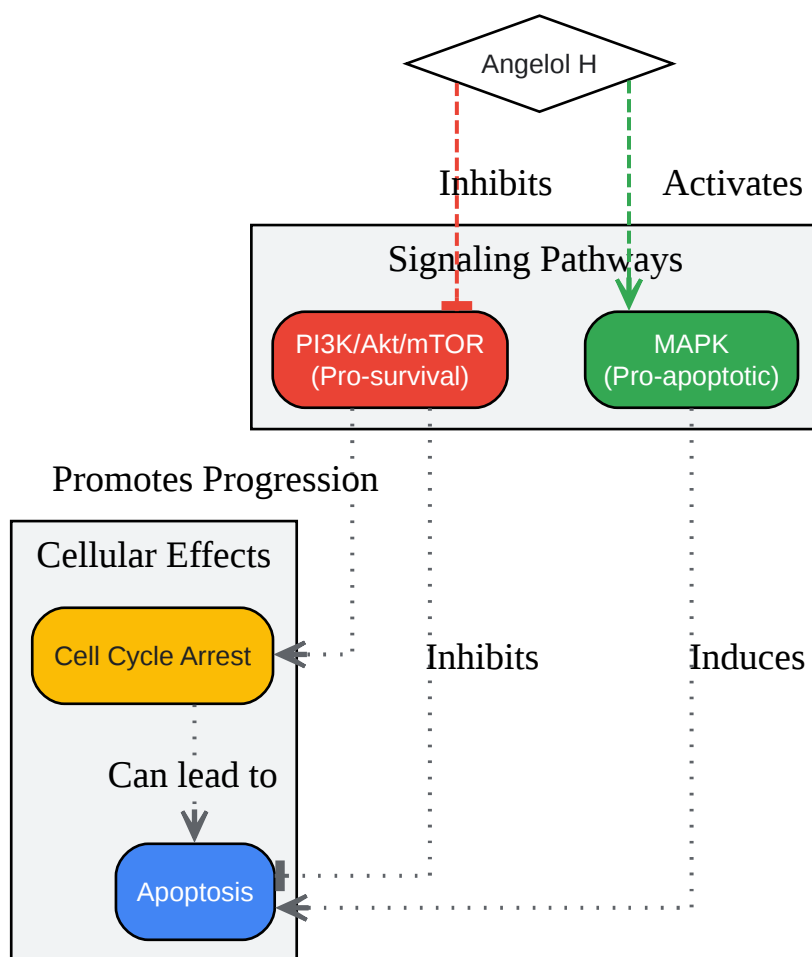 Angelol H
Inhibits
Activates
Signaling Pathways
PI3K/Akt/mTOR
(Pro-survival)
MAPK
(Pro-apoptotic)
Promotes Progression
Cellular Effects
Cell Cycle Arrest
Inhibits
Induces
Can lead to
Apoptosis